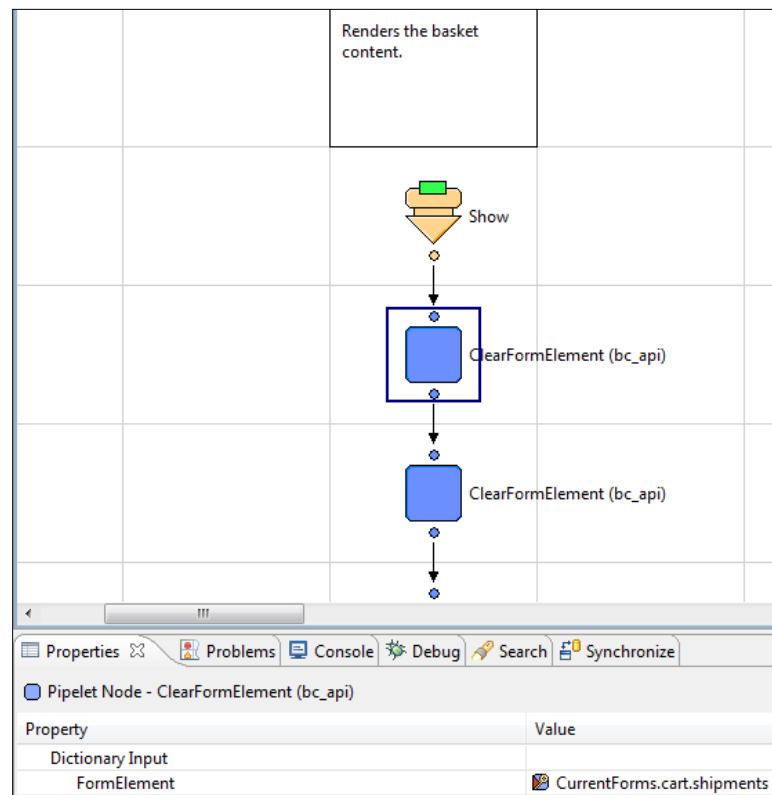 Renders the basket
content.
Show
ClearFormElement (bc_api)
ClearFormElement (bc_api)
Properties Problems Console Debug Search Synchronize
Pipelet Node - ClearFormElement (bc_api)
Property Value
Dictionary Input
FormElement CurrentForms.cart.shipments